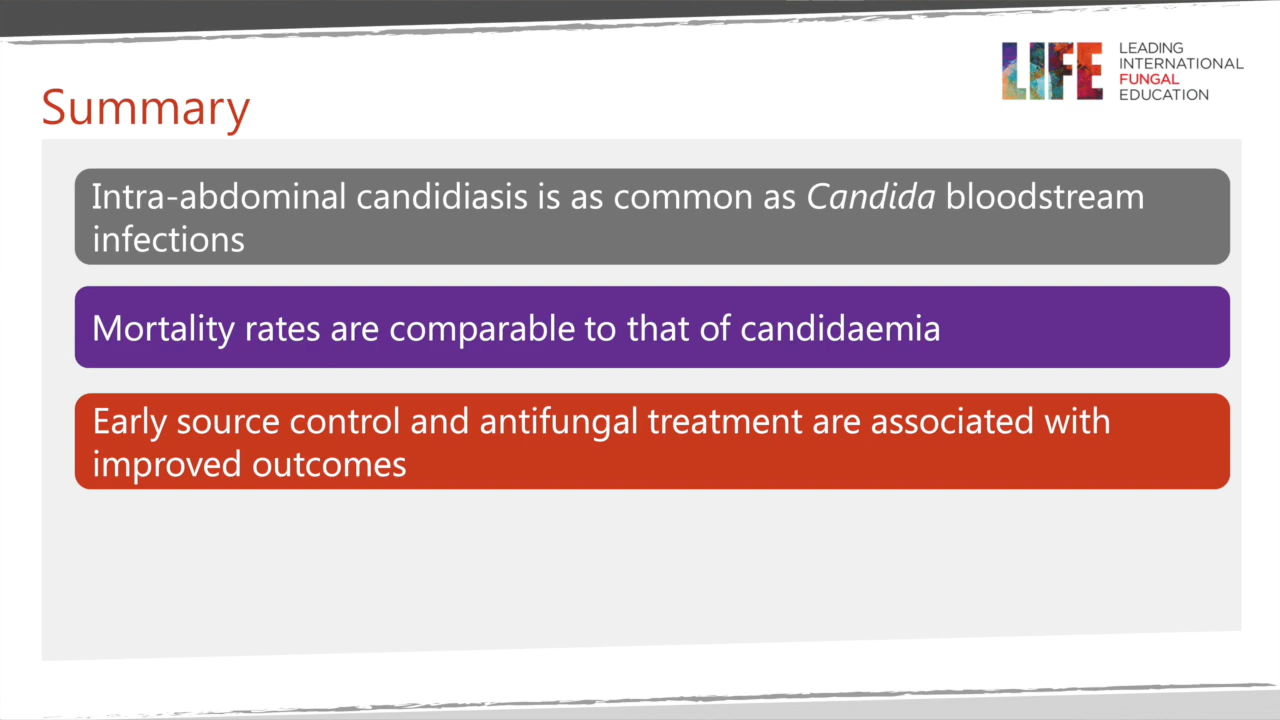 LIFE
LEADING
INTERNATIONAL
FUNGAL
EDUCATION
Summary
Intra-abdominal candidiasis is as common as Candida bloodstream
infections
Mortality rates are comparable to that of candidaemia
Early source control and antifungal treatment are associated with
improved outcomes